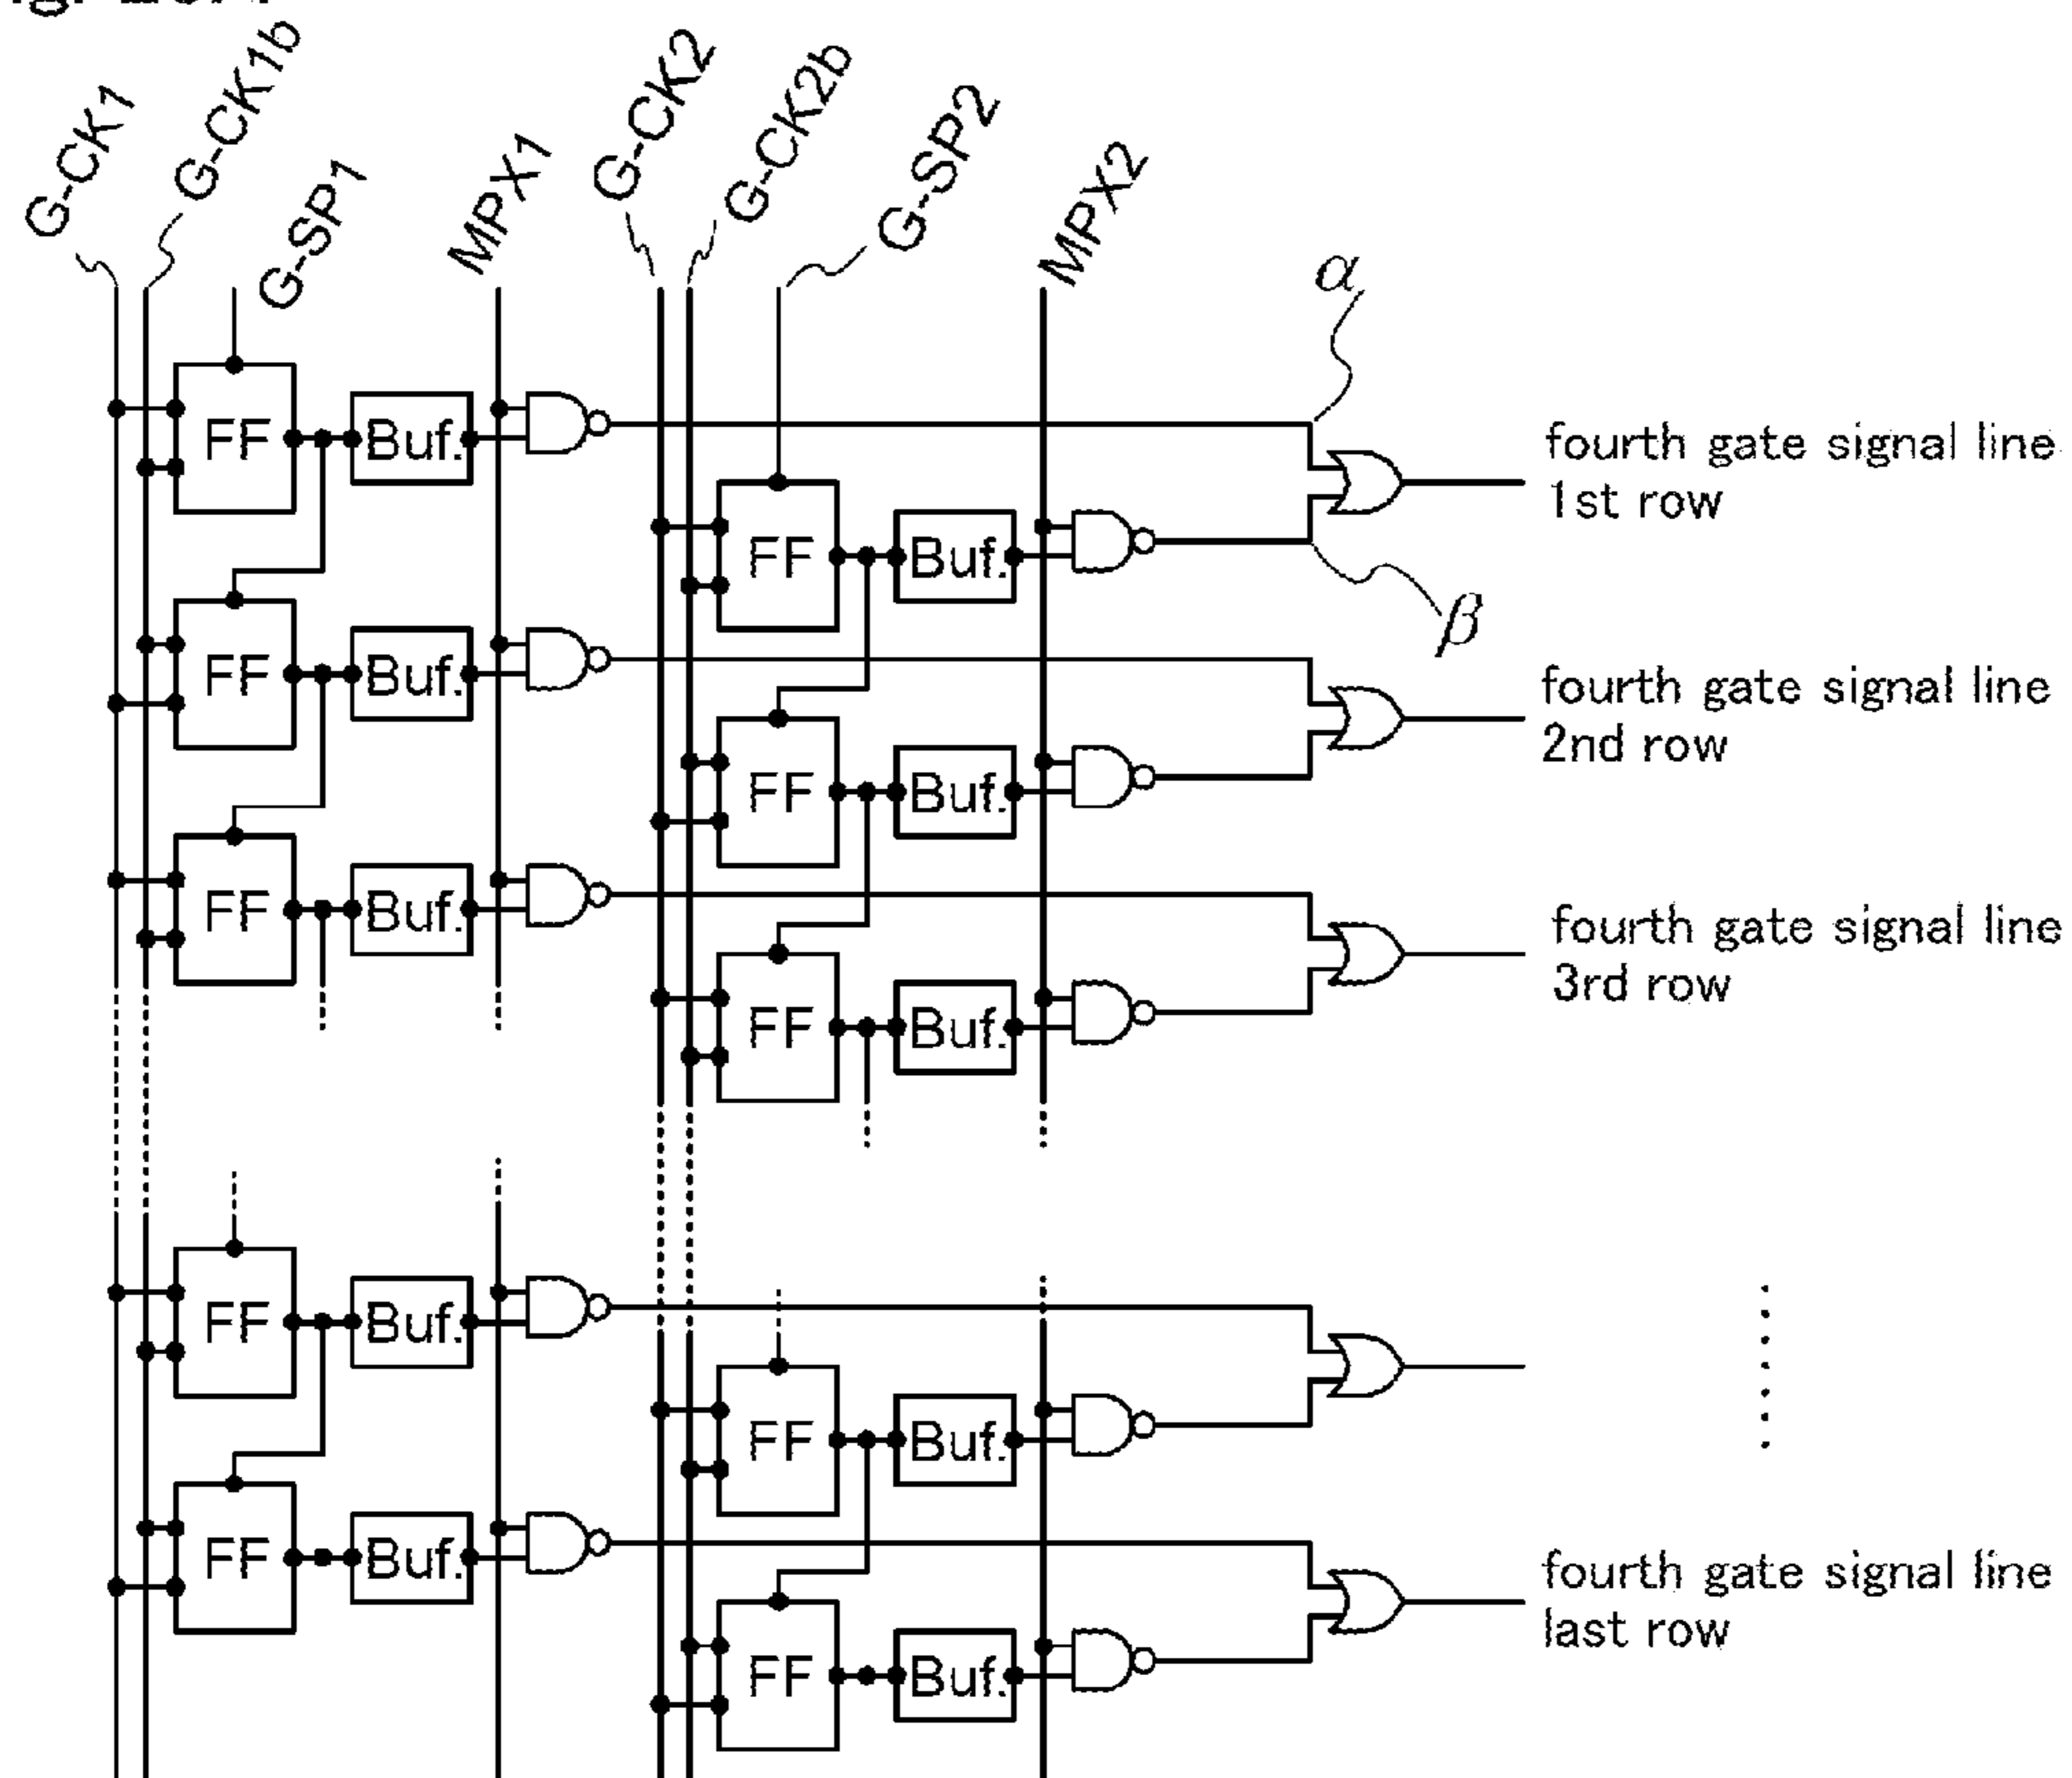 G-CK1
G-CK1b
G-SP1
MPX1
G-CK2
G-CK2b
G-SP2
MPX2
α
FF
Buf.
fourth gate signal line
1st row
FF
Buf.
β
FF
Buf.
fourth gate signal line
2nd row
FF
Buf.
FF
Buf.
fourth gate signal line
3rd row
FF
Buf.
FF
Buf.
FF
Buf.
FF
Buf.
fourth gate signal line
last row
FF
Buf.